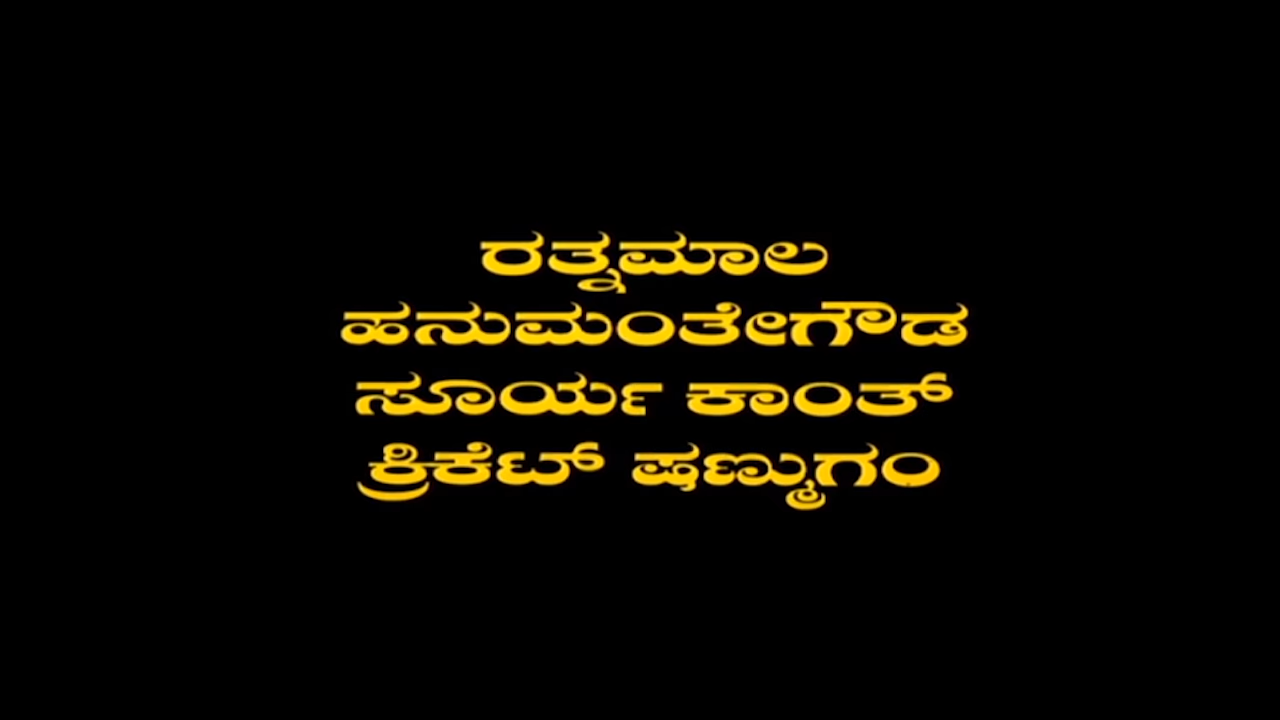 ರತ್ನಮಾಲ
ಹನುಮಂತೇಗೌಡ
ಸೂರ್ಯ ಕಾಂತ್
ಕ್ರಿಕೆಟ್ ಷಣ್ಮುಗಂ